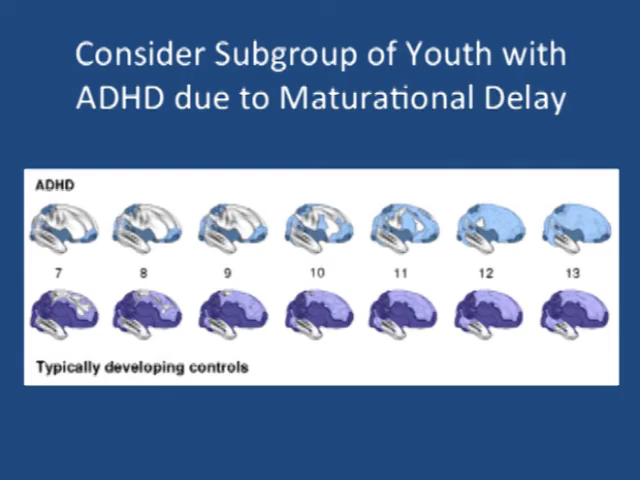 Consider Subgroup of Youth with
ADHD due to Maturational Delay
ADHD
7 8 9 10 11 12 13
Typically developing controls